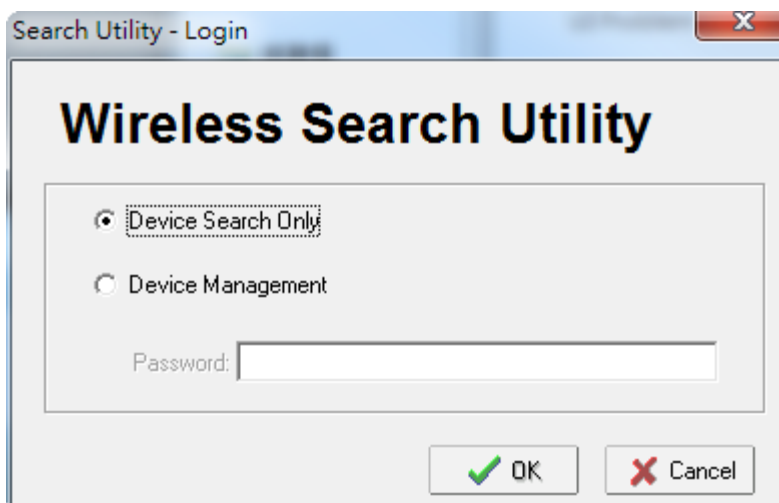 Search Utility - Login
Wireless Search Utility
Device Search Only
Device Management
Password:
OK
Cancel